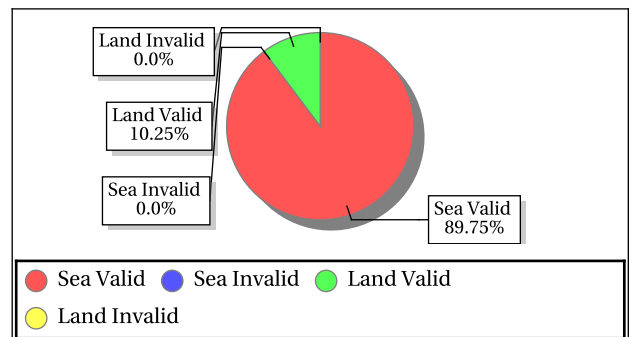 Land Invalid
0.0%
Land Valid
10.25%
Sea Invalid
0.0%
Sea Valid
89.75%
Sea Valid Sea Invalid Land Valid
Land Invalid